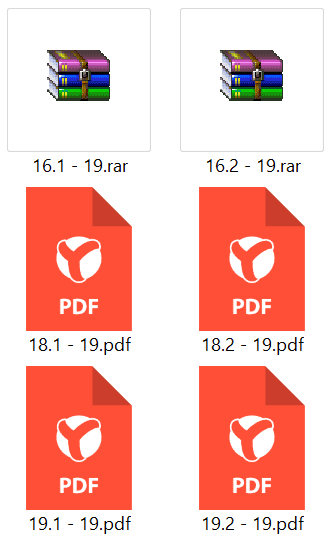 16.1 - 19.rar
16.2 - 19.rar
PDF
PDF
18.1 - 19.pdf
18.2 - 19.pdf
PDF
PDF
19.1 - 19.pdf
19.2 - 19.pdf